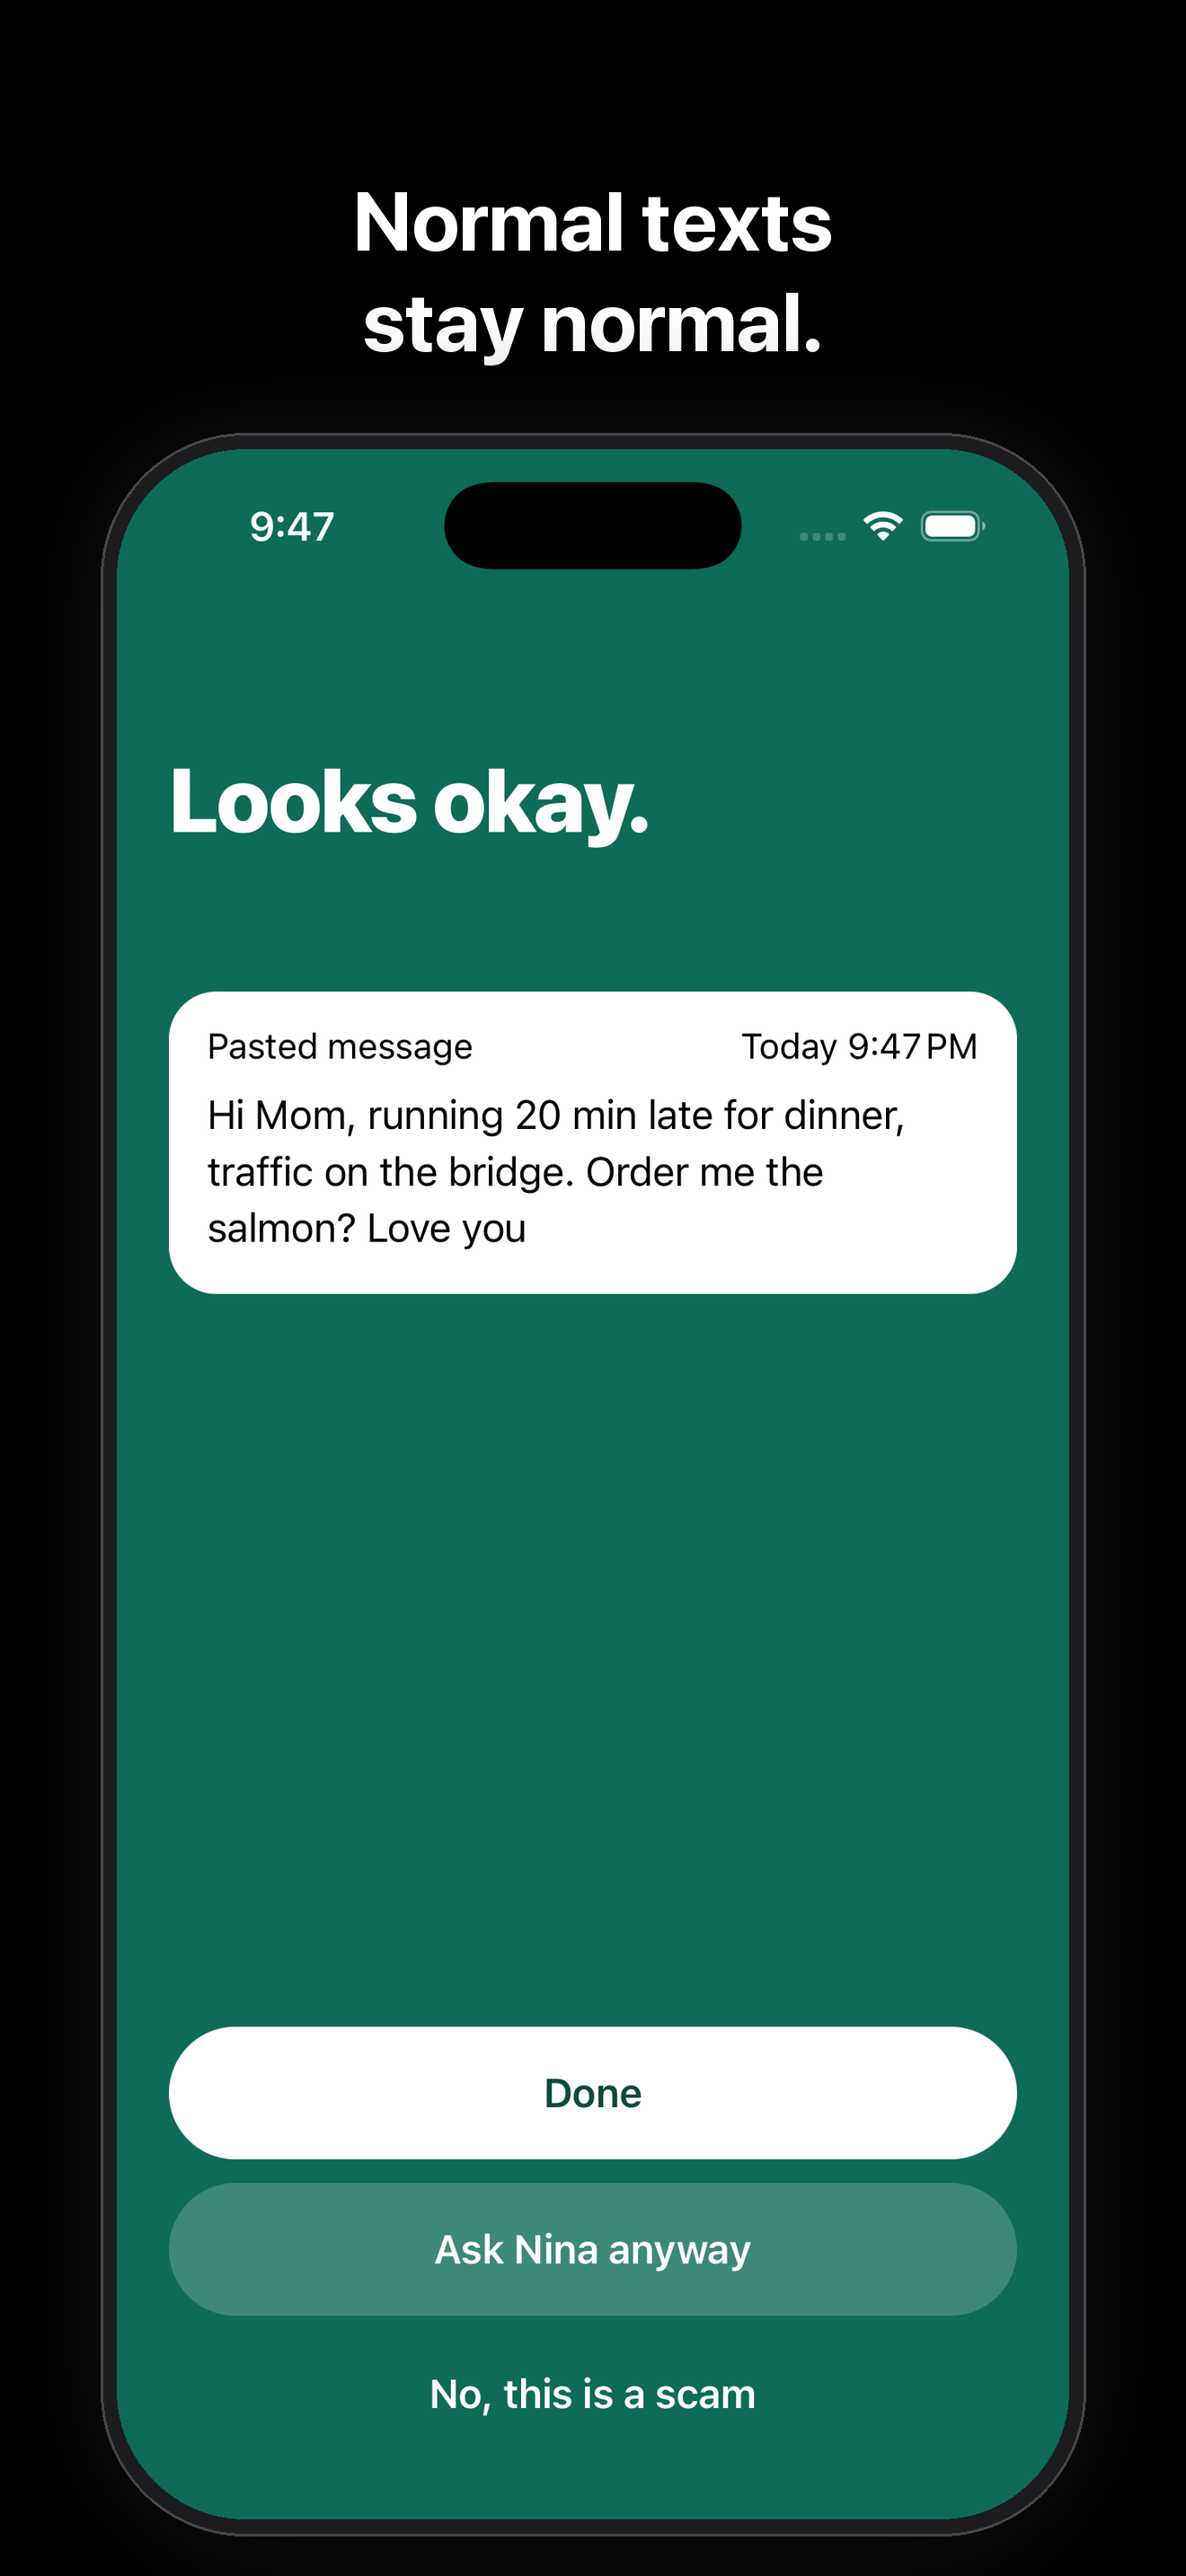 Normal texts
stay normal.
9:47
Looks okay.
Pasted message Today 9:47 PM
Hi Mom, running 20 min late for dinner,
traffic on the bridge. Order me the
salmon? Love you
Done
Ask Nina anyway
No, this is a scam